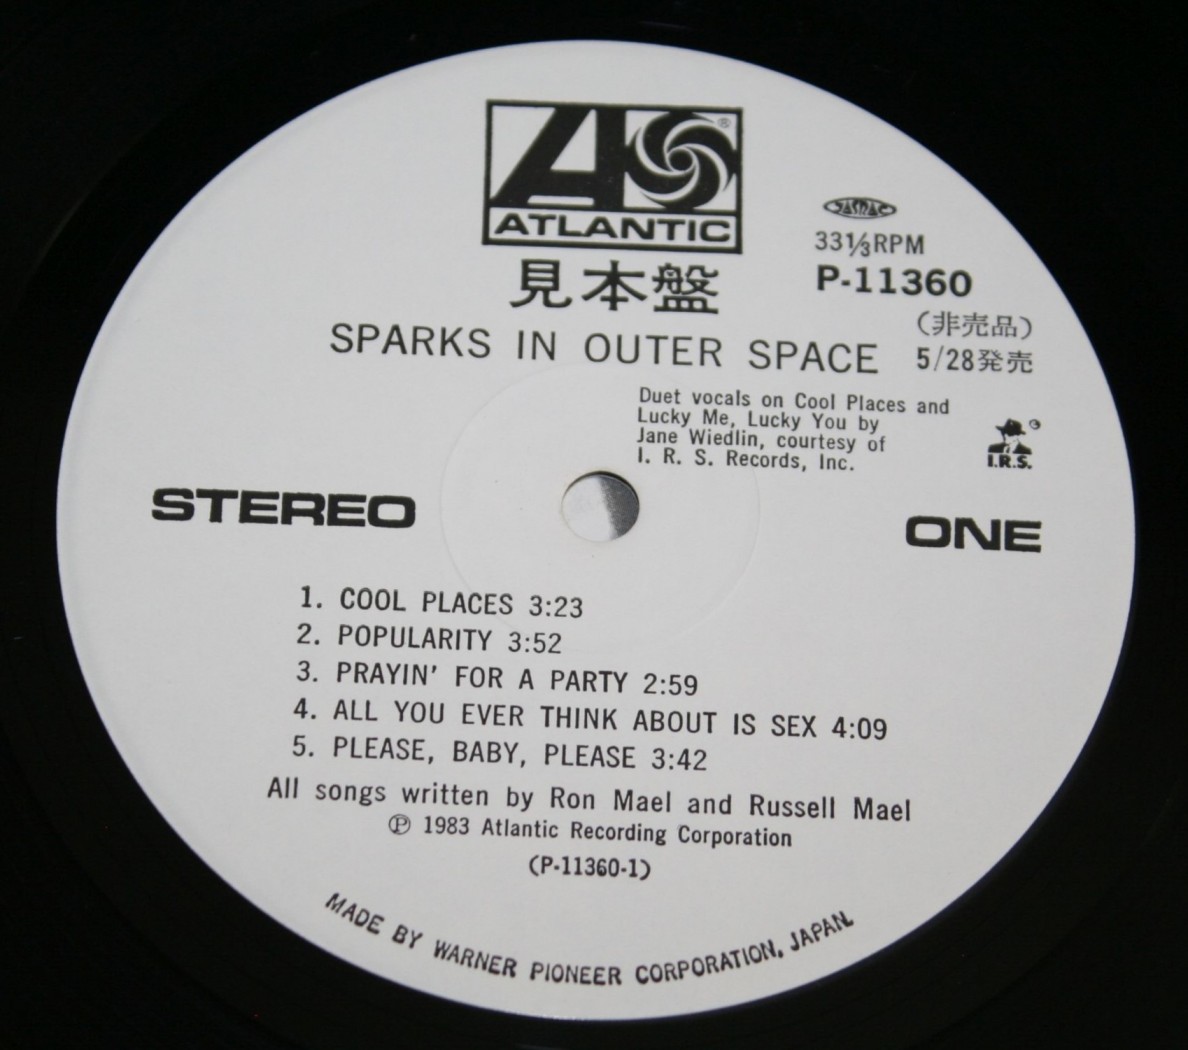 ATLANTIC
®
見本盤
JASRAC
33⅓RPM
P-11360
(非売品)
SPARKS IN OUTER SPACE
5/28発売
Duet vocals on Cool Places and
Lucky Me, Lucky You by
Jane Wiedlin, courtesy of
I. R. S. Records, Inc.
I.R.S.
STEREO
ONE
1. COOL PLACES 3:23
2. POPULARITY 3:52
3. PRAYIN' FOR A PARTY 2:59
4. ALL YOU EVER THINK ABOUT IS SEX 4:09
5. PLEASE, BABY, PLEASE 3:42
All songs written by Ron Mael and Russell Mael
℗ 1983 Atlantic Recording Corporation
(P-11360-1)
MADE BY WARNER PIONEER CORPORATION, JAPAN.